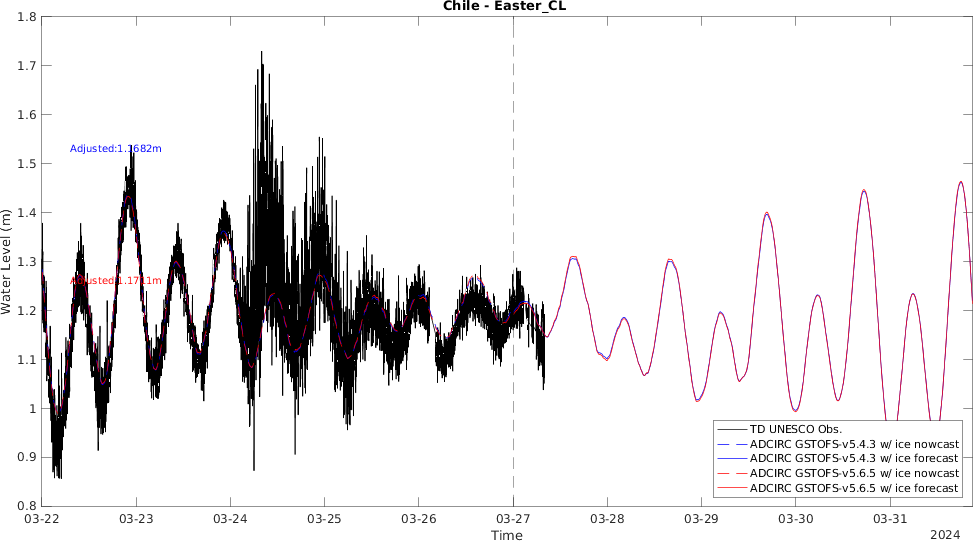 Chile - Easter_CL
1.8
1.7
1.6
1.5
1.4
1.3
1.2
1.1
1
0.9
0.8
Water Level (m)
Adjusted:1.1682m
Adjusted:1.1711m
TD UNESCO Obs.
ADCIRC GSTOFS-v5.4.3 w/ ice nowcast
ADCIRC GSTOFS-v5.4.3 w/ ice forecast
ADCIRC GSTOFS-v5.6.5 w/ ice nowcast
ADCIRC GSTOFS-v5.6.5 w/ ice forecast
03-22 03-23 03-24 03-25 03-26 03-27 03-28 03-29 03-30 03-31
Time
2024